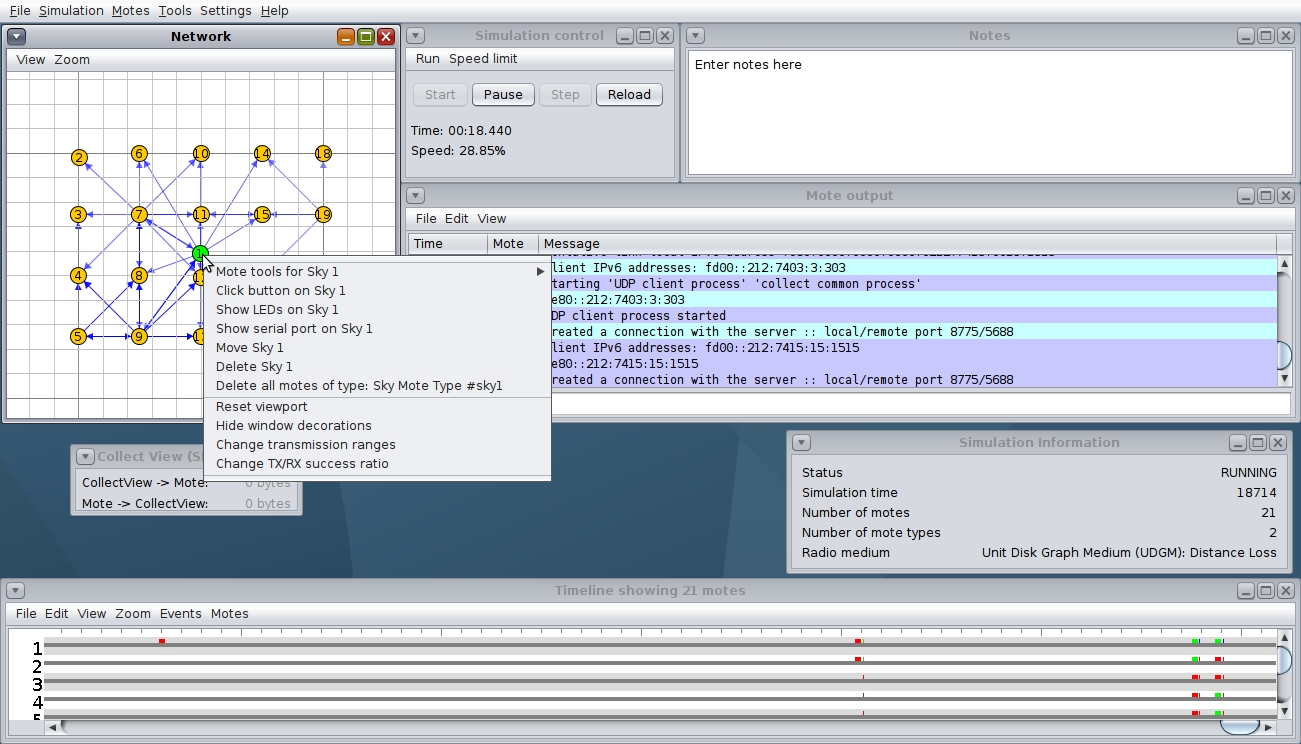 File Simulation Motes Tools Settings Help
Network
View Zoom
2 6 10 14 18
3 7 11 15 19
4 8
5 9
Mote tools for Sky 1
Click button on Sky 1
Show LEDs on Sky 1
Show serial port on Sky 1
Move Sky 1
Delete Sky 1
Delete all motes of type: Sky Mote Type #sky1
Reset viewport
Hide window decorations
Change transmission ranges
Change TX/RX success ratio
Simulation control
Run Speed limit
Start Pause Step Reload
Time: 00:18.440
Speed: 28.85%
Notes
Enter notes here
Mote output
File Edit View
Time Mote Message
lient IPv6 addresses: fd00::212:7403:3:303
tarting 'UDP client process' 'collect common process'
e80::212:7403:3:303
DP client process started
reated a connection with the server :: local/remote port 8775/5688
lient IPv6 addresses: fd00::212:7415:15:1515
e80::212:7415:15:1515
reated a connection with the server :: local/remote port 8775/5688
Collect View (S
CollectView -> Mote: 0 bytes
Mote -> CollectView: 0 bytes
Simulation Information
Status RUNNING
Simulation time 18714
Number of motes 21
Number of mote types 2
Radio medium Unit Disk Graph Medium (UDGM): Distance Loss
Timeline showing 21 motes
File Edit View Zoom Events Motes
1
2
3
4
5